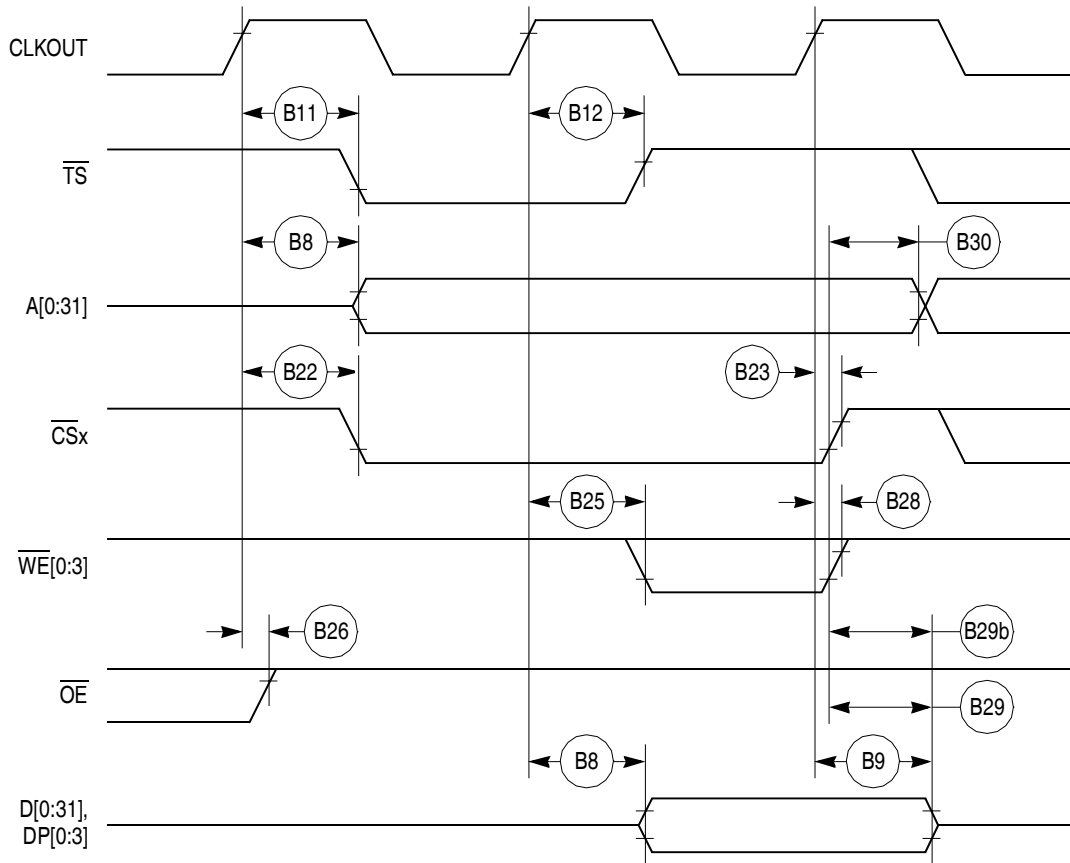 CLKOUT
B11
B12
TS
B8
B30
A[0:31]
B22
B23
CSx
B25
B28
WE[0:3]
B26
B29b
OE
B29
B8
B9
D[0:31],
DP[0:3]